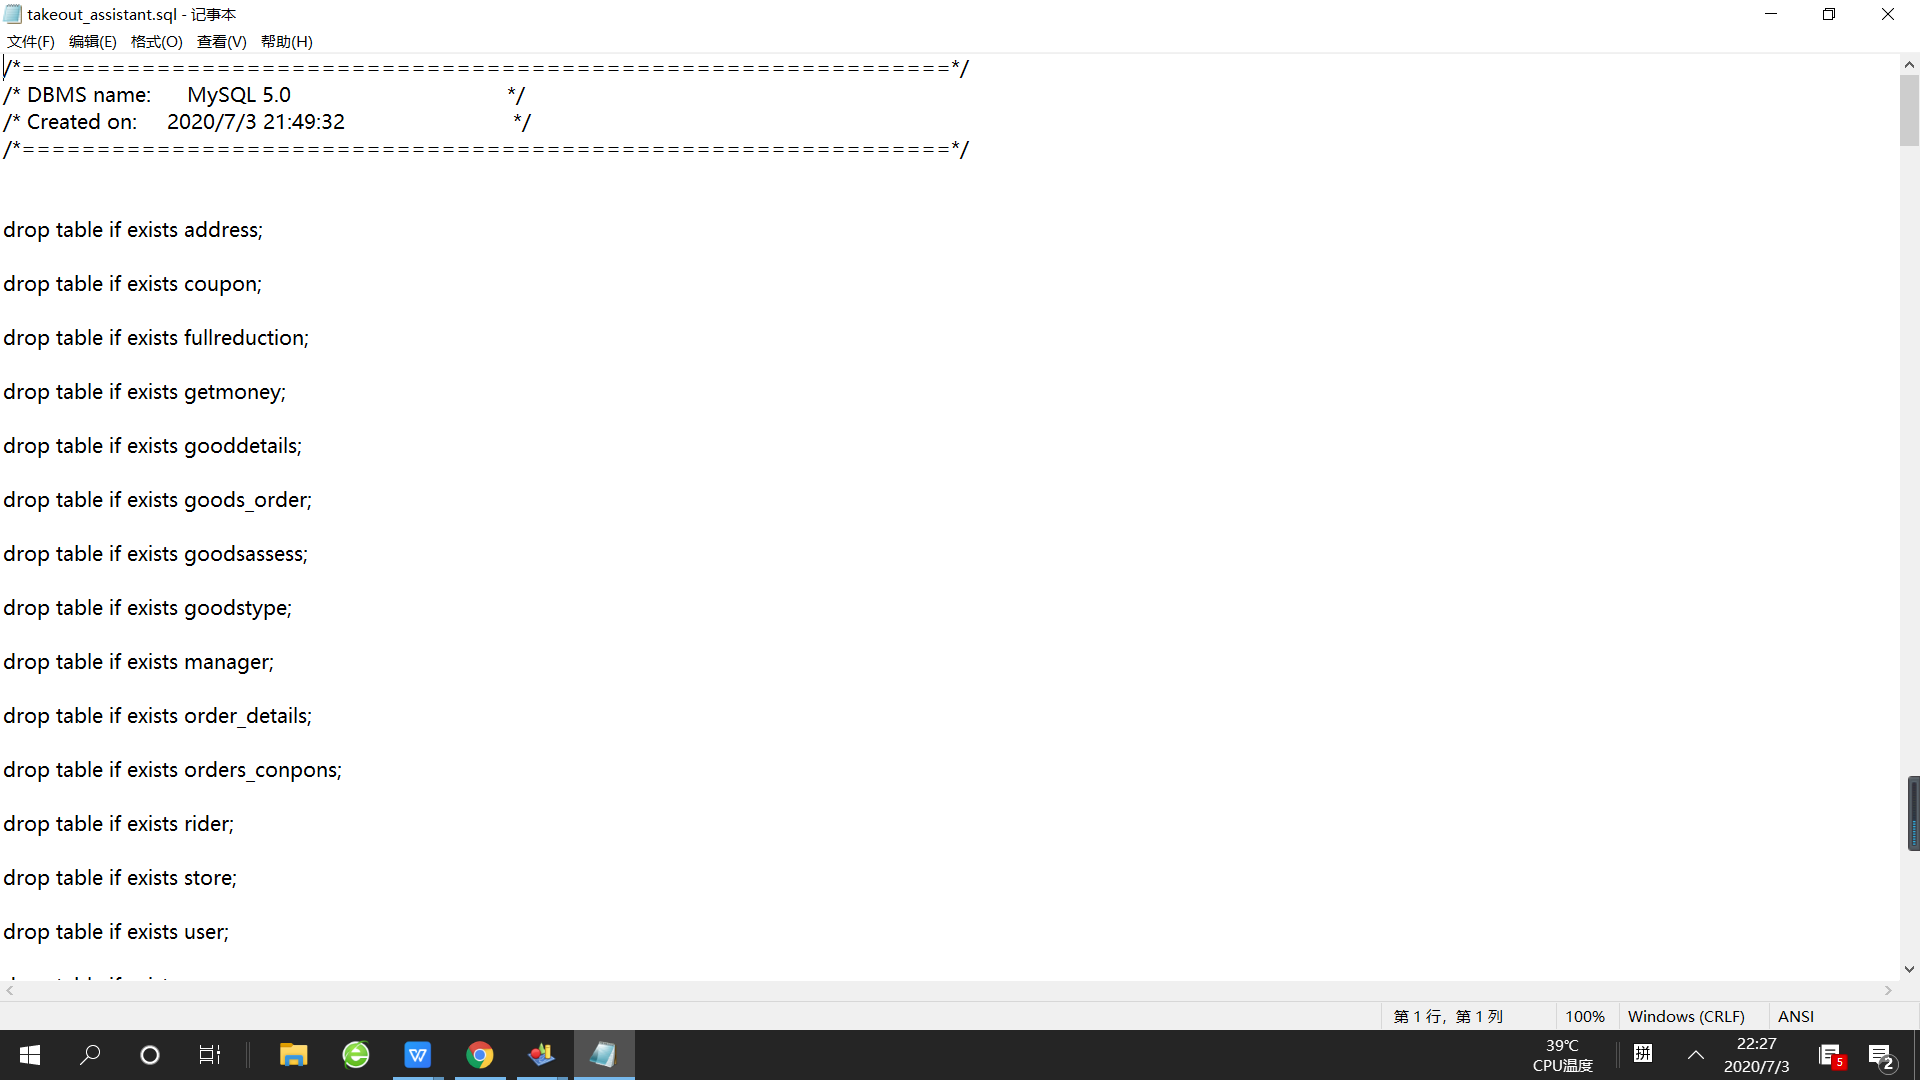 takeout_assistant.sql - 记事本
文件(F) 编辑(E) 格式(O) 查看(V) 帮助(H)
/*==============================================================*/
/* DBMS name:      MySQL 5.0                                    */
/* Created on:     2020/7/3 21:49:32                            */
/*==============================================================*/
drop table if exists address;
drop table if exists coupon;
drop table if exists fullreduction;
drop table if exists getmoney;
drop table if exists gooddetails;
drop table if exists goods_order;
drop table if exists goodsassess;
drop table if exists goodstype;
drop table if exists manager;
drop table if exists order_details;
drop table if exists orders_conpons;
drop table if exists rider;
drop table if exists store;
drop table if exists user;
第 1 行，第 1 列 100% Windows (CRLF) ANSI
39℃
CPU温度
拼
22:27
2020/7/3
5
2